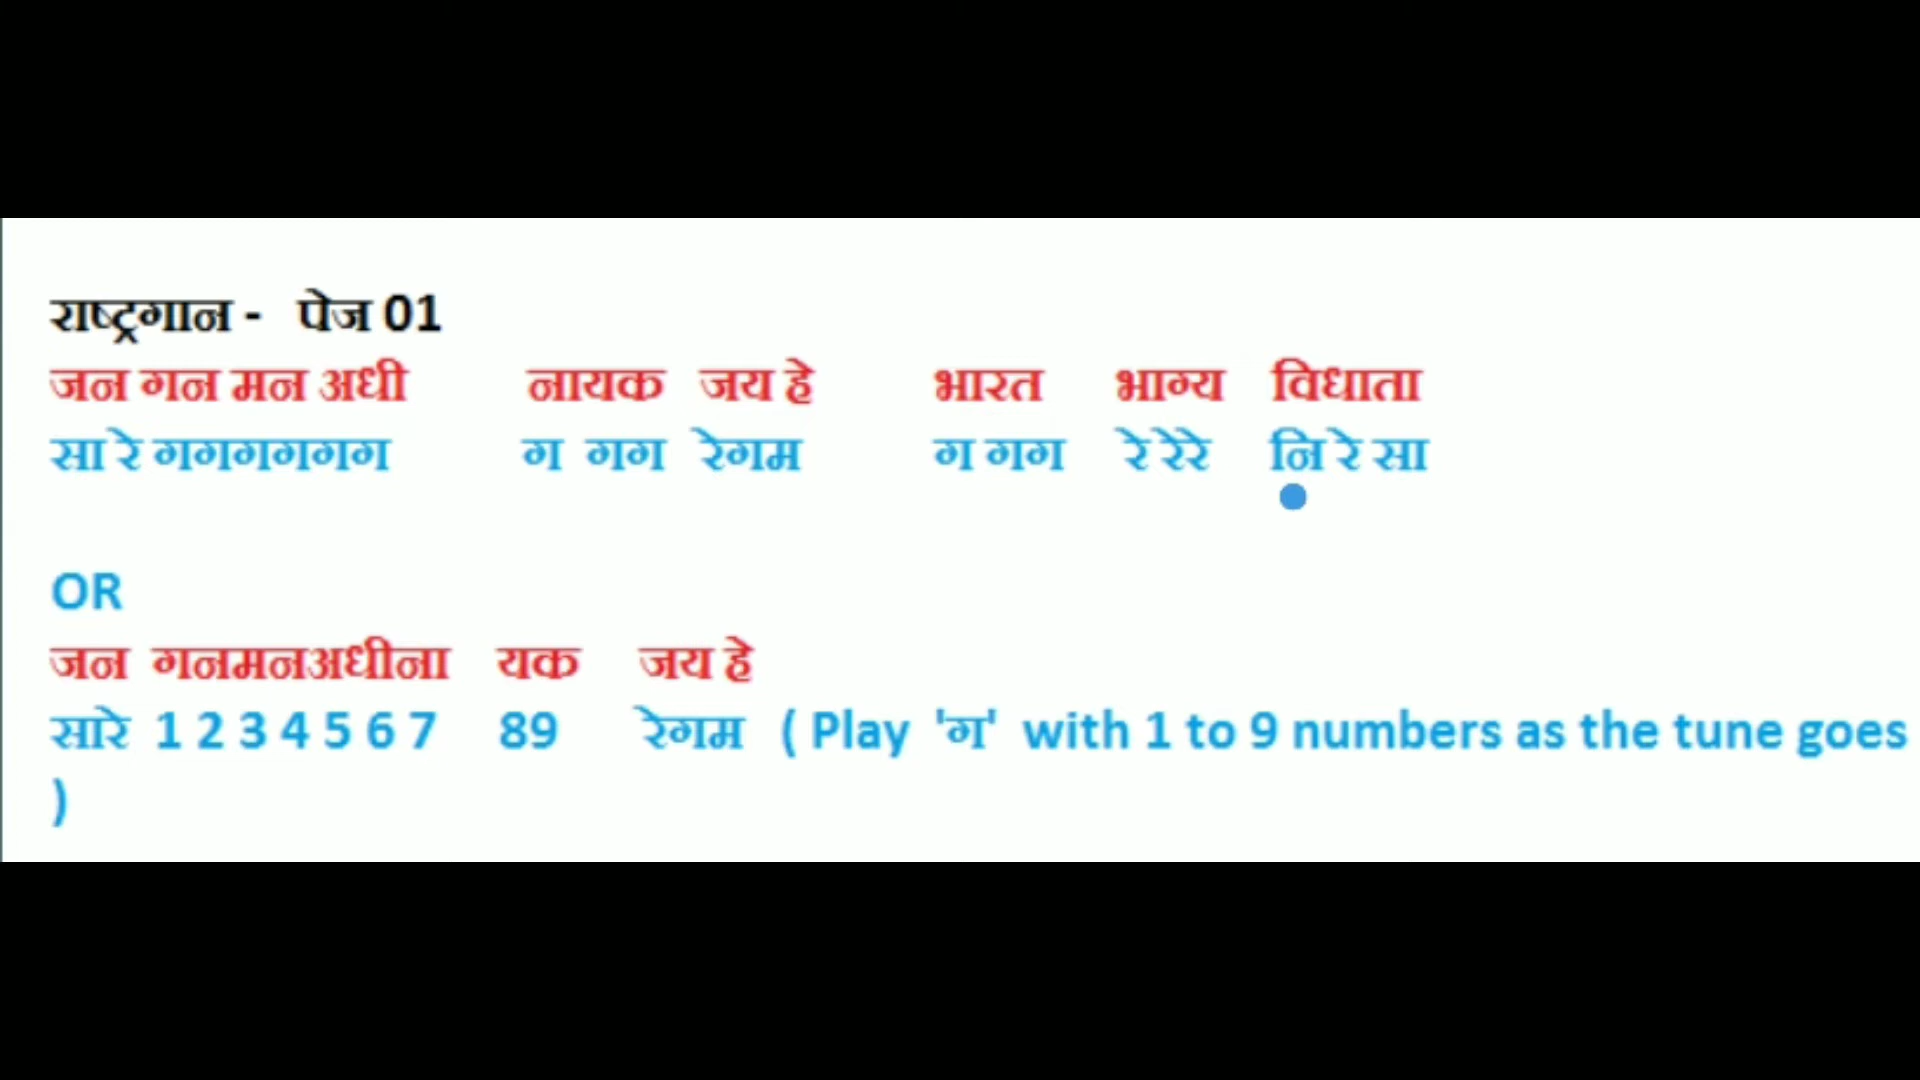 राष्ट्रगान - पेज 01
जन गन मन अधी नायक जय हे भारत भाग्य विधाता
सा रे गगगगगग ग गग रेगम ग गग रे रेरे नि रे सा
OR
जन गनमनअधीना यक जय हे
सारे 1 2 3 4 5 6 7 89 रेगम ( Play 'ग' with 1 to 9 numbers as the tune goes
)